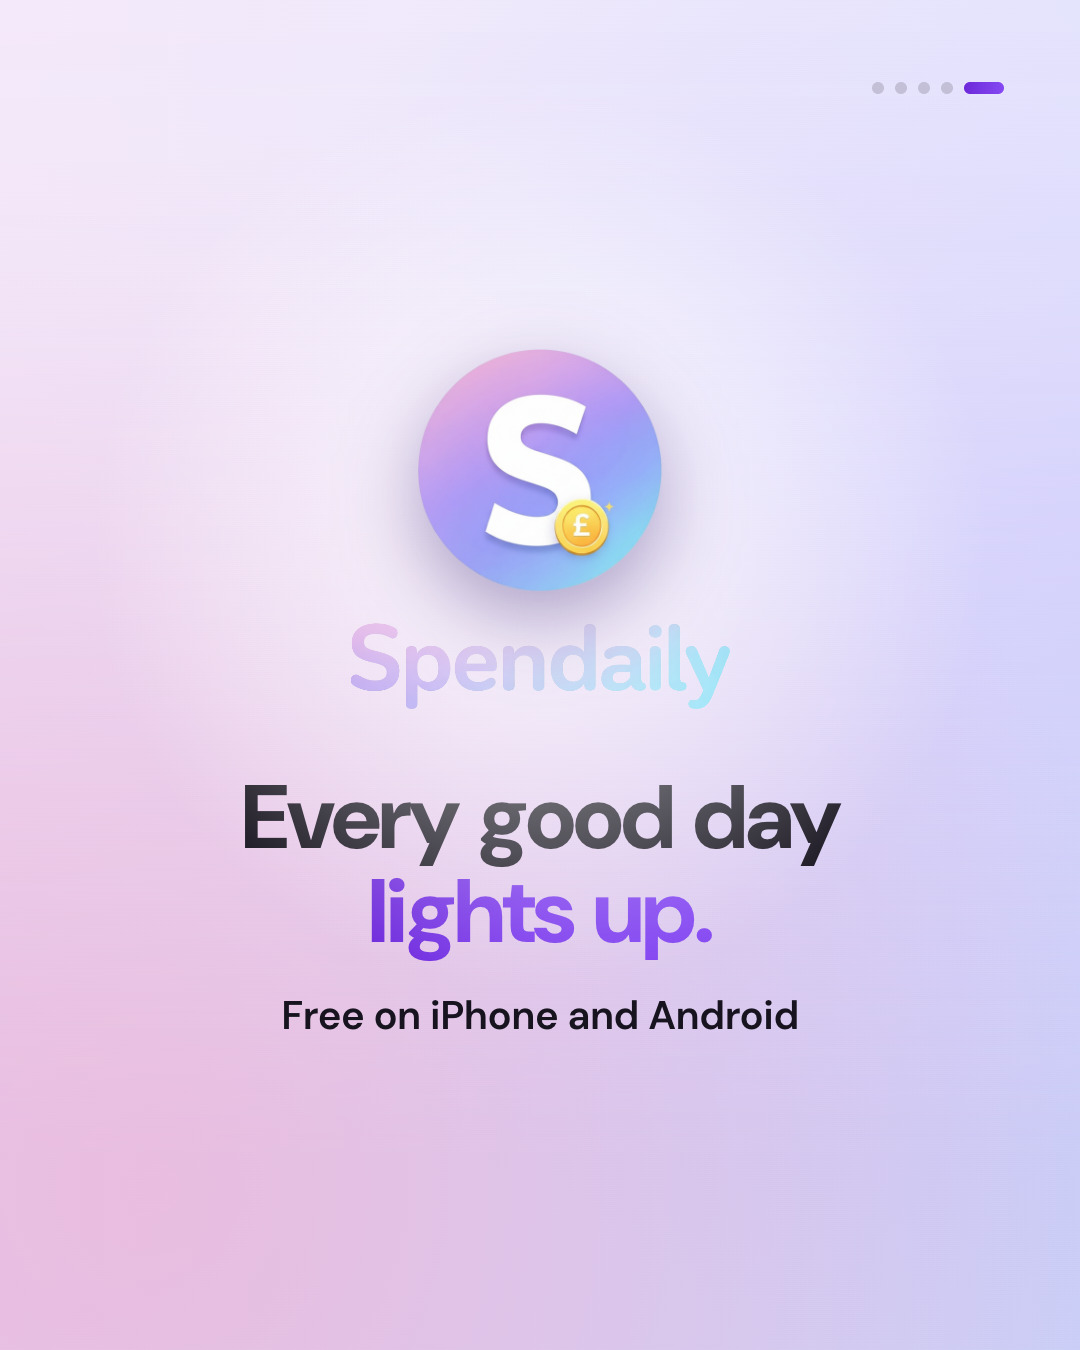 S
£
Spendaily
Every good day
lights up.
Free on iPhone and Android